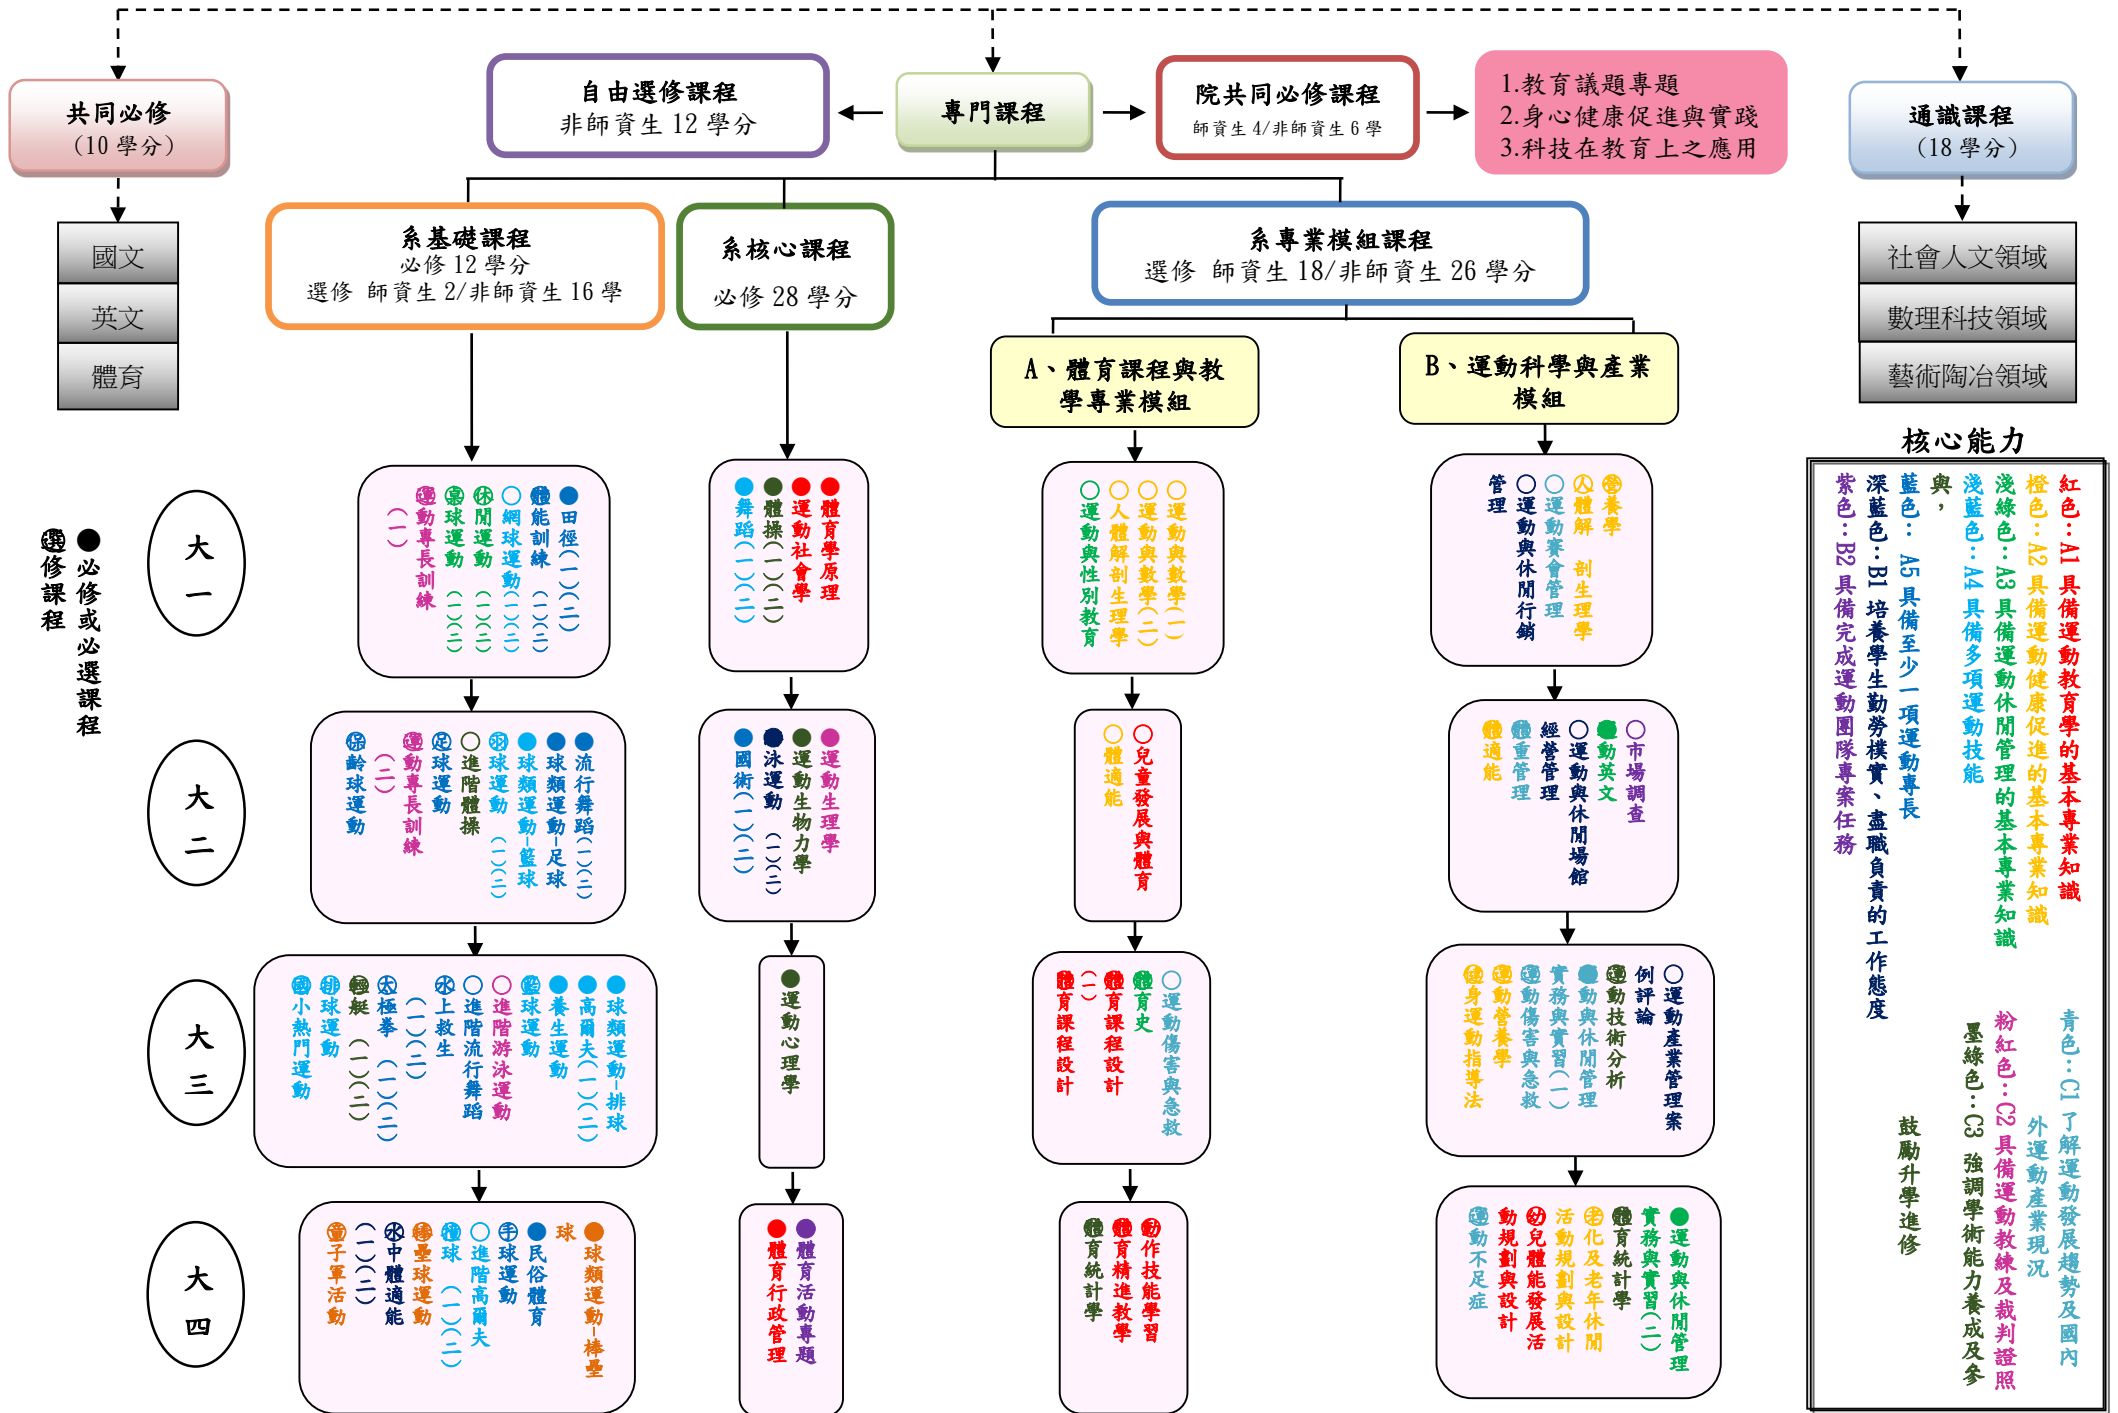 共同必修
(10 學分)
國文
英文
體育
自由選修課程
非師資生 12 學分
專門課程
院共同必修課程
師資生 4/非師資生 6 學
1.教育議題專題
2.身心健康促進與實踐
3.科技在教育上之應用
通識課程
(18 學分)
社會人文領域
數理科技領域
藝術陶冶領域
系基礎課程
必修 12 學分
選修 師資生 2/非師資生 16 學
系核心課程
必修 28 學分
系專業模組課程
選修 師資生 18/非師資生 26 學分
A、體育課程與教
學專業模組
B、運動科學與產業
模組
●必修或必選課程
選修課程
大一
●田徑(一)(二)
體能訓練 (一)(二)
○網球運動(一)(二)
休閒運動 (一)(二)
桌球運動 (一)(二)
運動專長訓練
(一)
●體育學原理
●運動社會學
●體操(一)(二)
●舞蹈(一)(二)
○運動與數學(一)
○運動與數學(二)
○人體解剖生理學
○運動與性別教育
營養學
人體解 剖生理學
○運動賽會管理
○運動與休閒行銷
管理
大二
●流行舞蹈(一)(二)
●球類運動-足球
●球類運動-籃球
羽球運動 (一)(二)
○進階體操
足球運動
運動專長訓練
(二)
保齡球運動
●運動生理學
●運動生物力學
●泳運動 (一)(二)
●國術(一)(二)
○兒童發展與體育
○體適能
○市場調查
運動英文
○運動與休閒場館
經營管理
體重管理
體適能
大三
●球類運動-排球
●高爾夫(一)(二)
●養生運動
籃球運動
○進階游泳運動
○進階流行舞蹈
水上救生
(一)(二)
太極拳 (一)(二)
輕艇 (一)(二)
排球運動
國小熱門運動
●運動心理學
○運動傷害與急救
體育史
體育課程設計
(一)
體育課程設計
○運動產業管理案
例評論
運動技術分析
運動與休閒管理
實務與實習(一)
運動傷害與急救
運動營養學
健身運動指導法
大四
●球類運動-棒壘
球
●民俗體育
手球運動
○進階高爾夫
撞球 (一)(二)
棒壘球運動
水中體適能
(一)(二)
童子軍活動
●體育活動專題
●體育行政管理
動作技能學習
體育精進教學
體育統計學
●運動與休閒管理
實務與實習(二)
體育統計學
老化及老年休閒
活動規劃與設計
幼兒體能發展活
動規劃與設計
運動不足症
核心能力
紅色：A1 具備運動教育學的基本專業知識
橙色：A2 具備運動健康促進的基本專業知識
淺綠色：A3 具備運動休閒管理的基本專業知識
淺藍色：A4 具備多項運動技能
與，
藍色： A5 具備至少一項運動專長
深藍色：B1 培養學生勤勞樸實、盡職負責的工作態度
紫色：B2 具備完成運動團隊專案任務
青色：C1 了解運動發展趨勢及國內
外運動產業現況
粉紅色：C2 具備運動教練及裁判證照
墨綠色：C3 強調學術能力養成及參
鼓勵升學進修